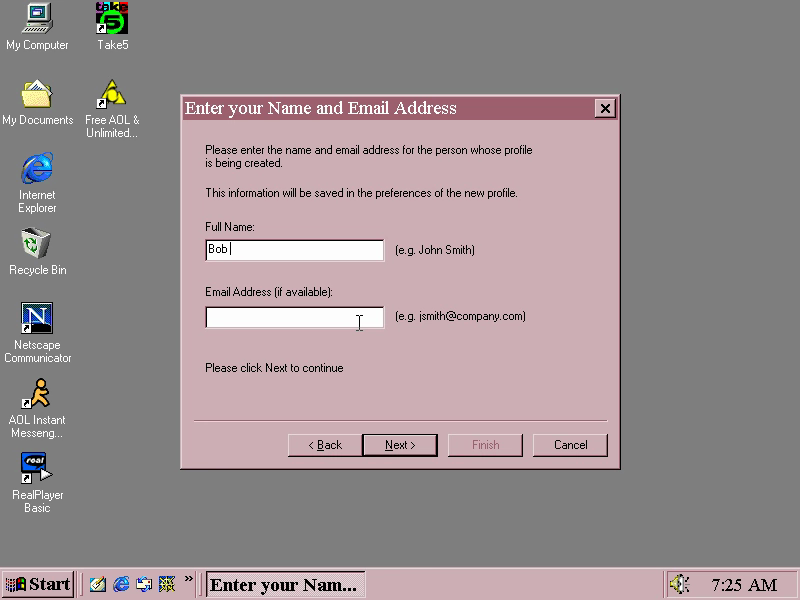 My Computer
Take5
My Documents
Free AOL &
Unlimited...
Internet
Explorer
Recycle Bin
Netscape
Communicator
AOL Instant
Messeng...
real
RealPlayer
Basic
Enter your Name and Email Address
Please enter the name and email address for the person whose profile
is being created.
This information will be saved in the preferences of the new profile.
Full Name:
Bob
(e.g. John Smith)
Email Address (if available):
(e.g. jsmith@company.com)
Please click Next to continue
< Back
Next >
Finish
Cancel
Start
Enter your Nam...
7:25 AM